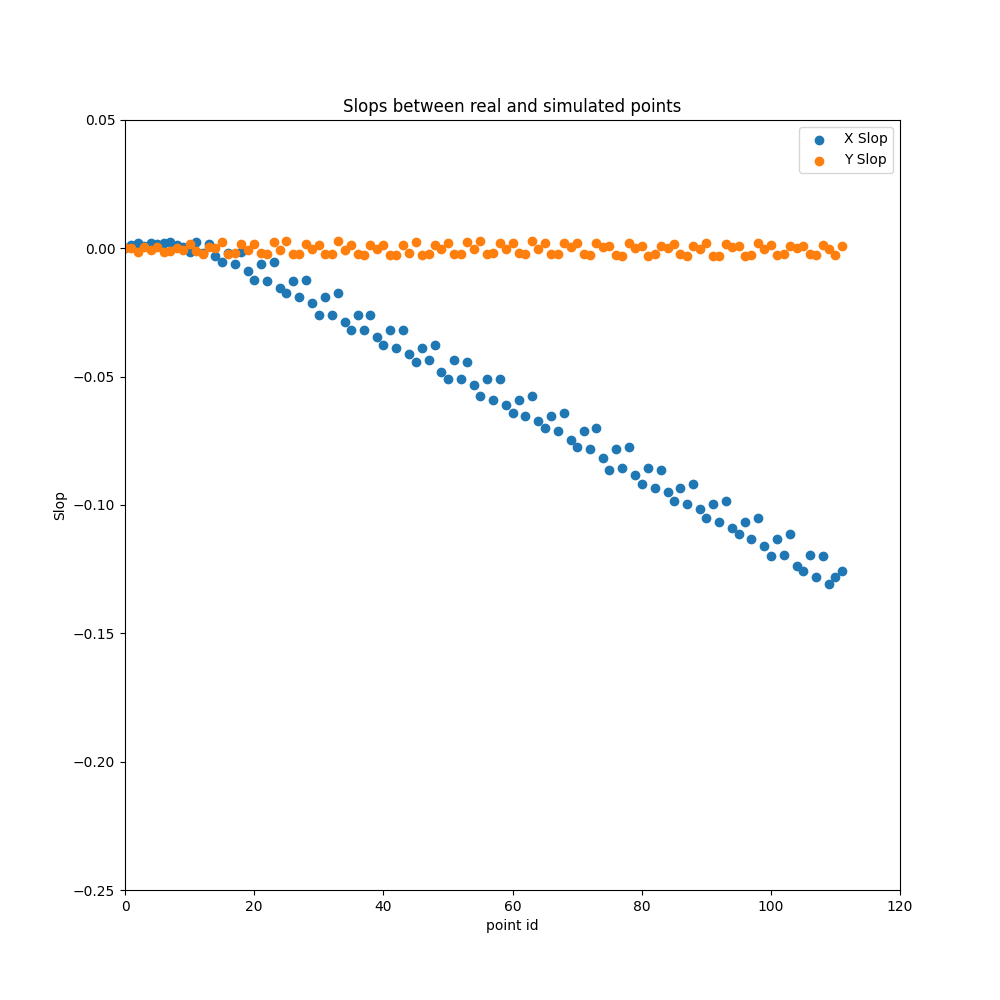 Slops between real and simulated points
0.05
X Slop
Y Slop
0.00
−0.05
−0.10
Slop
−0.15
−0.20
−0.25
0 20 40 60 80 100 120
point id